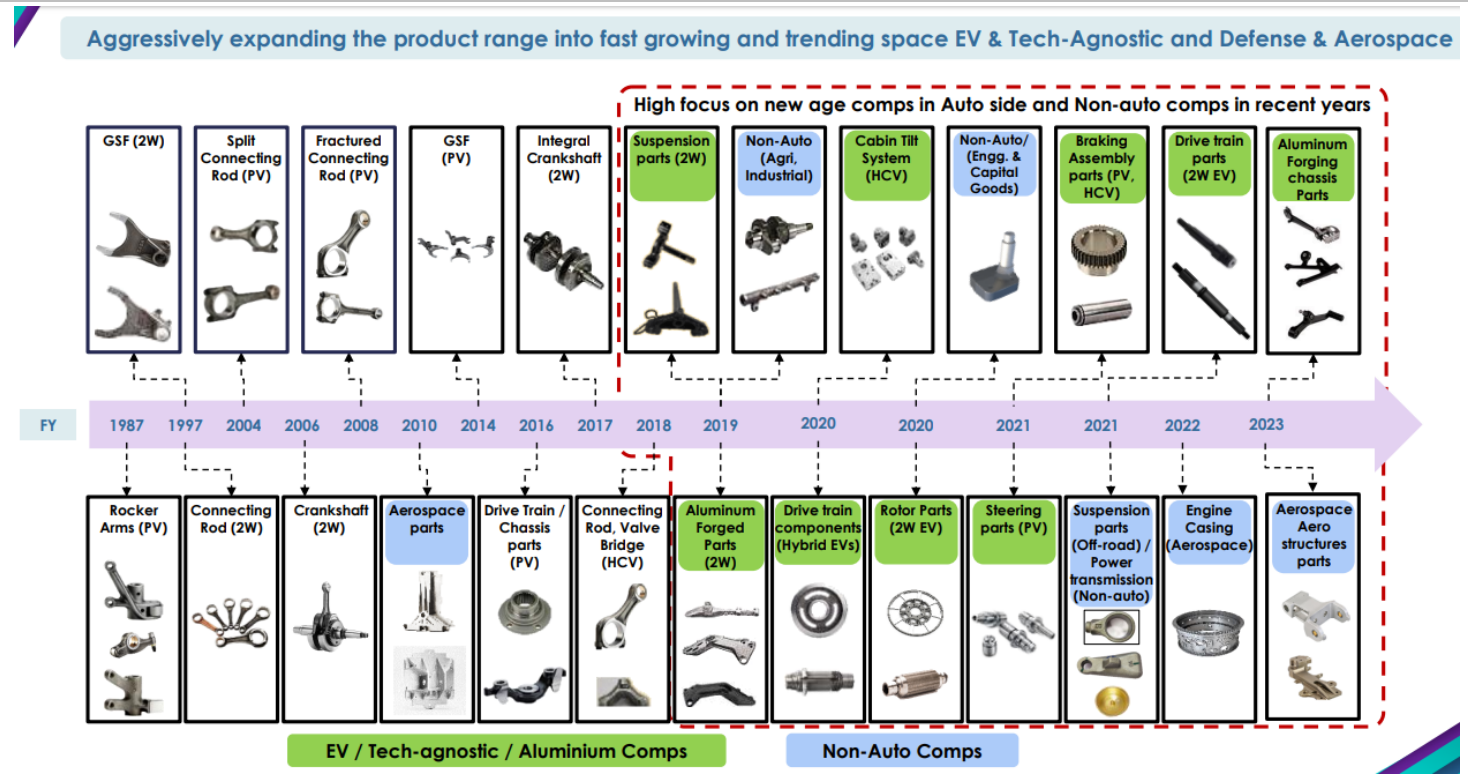 Aggressively expanding the product range into fast growing and trending space EV & Tech-Agnostic and Defense & Aerospace
High focus on new age comps in Auto side and Non-auto comps in recent years
GSF (2W)
Split
Connecting
Rod (PV)
Fractured
Connecting
Rod (PV)
GSF
(PV)
Integral
Crankshaft
(2W)
Suspension
parts (2W)
Non-Auto
(Agri,
Industrial)
Cabin Tilt
System
(HCV)
Non-Auto/
(Engg. &
Capital
Goods)
Braking
Assembly
parts (PV,
HCV)
Drive train
parts
(2W EV)
Aluminum
Forging
chassis
Parts
FY
1987
1997
2004
2006
2008
2010
2014
2016
2017
2018
2019
2020
2020
2021
2021
2022
2023
Rocker
Arms (PV)
Connecting
Rod (2W)
Crankshaft
(2W)
Aerospace
parts
Drive Train /
Chassis
parts
(PV)
Connecting
Rod, Valve
Bridge
(HCV)
Aluminum
Forged
Parts
(2W)
Drive train
components
(Hybrid EVs)
Rotor Parts
(2W EV)
Steering
parts (PV)
Suspension
parts
(Off-road) /
Power
transmission
(Non-auto)
Engine
Casing
(Aerospace)
Aerospace
Aero
structures
parts
EV / Tech-agnostic / Aluminium Comps
Non-Auto Comps